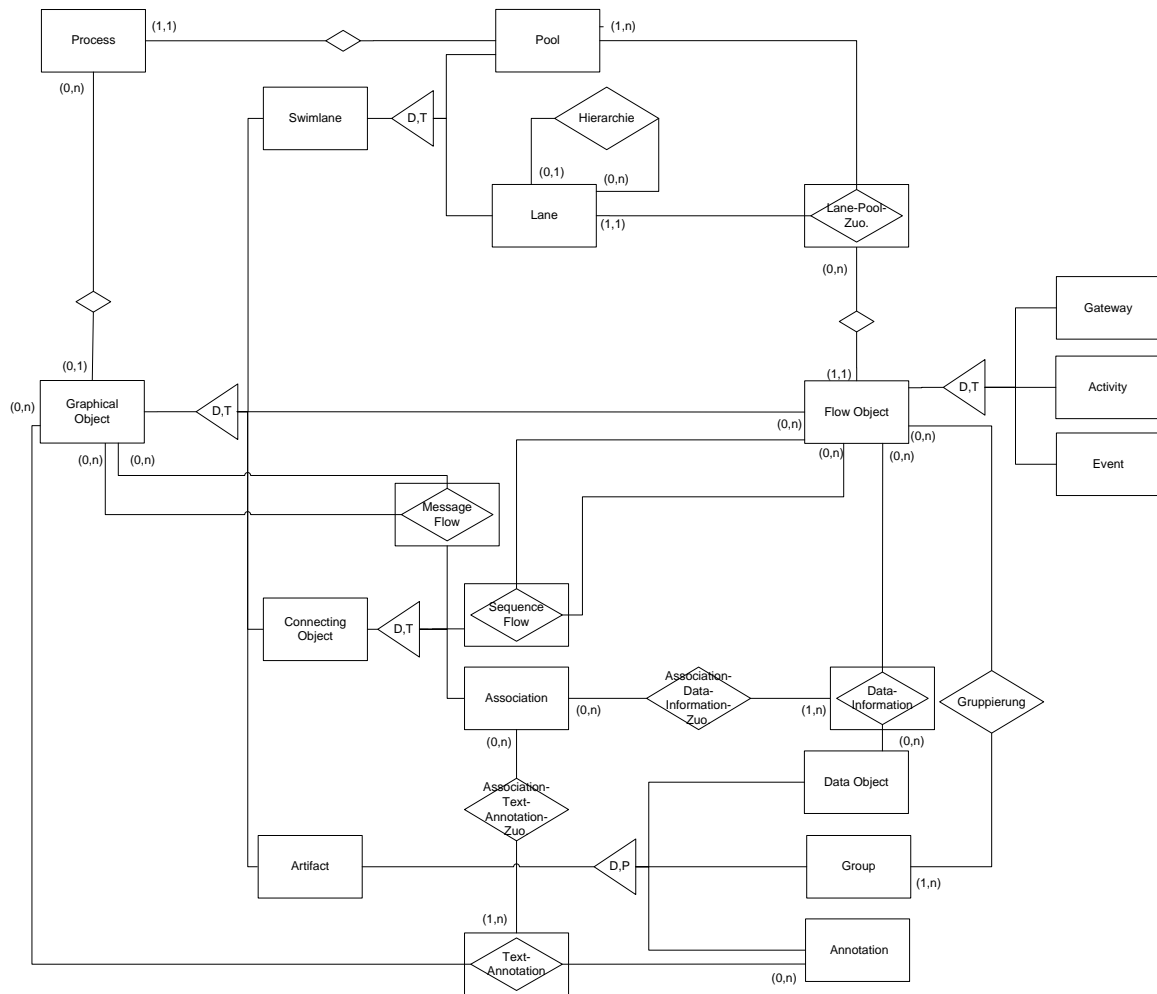 (1,1)
(1,n)
Process
Pool
(0,n)
Swimlane
D,T
Hierarchie
(0,1)
(0,n)
Lane
(1,1)
Lane-Pool-
Zuo.
(0,n)
Gateway
(0,1)
(1,1)
Graphical
Object
(0,n)
D,T
Flow Object
D,T
Activity
(0,n)
(0,n)
(0,n)
(0,n)
(0,n)
(0,n)
Event
Message
Flow
Connecting
Object
D,T
Sequence
Flow
Association
(0,n)
Association-
Data-
Information-
Zuo.
(1,n)
Data-
Information
Gruppierung
(0,n)
(0,n)
Data Object
Association-
Text-
Annotation-
Zuo.
Artifact
D,P
Group
(1,n)
(1,n)
Annotation
Text-
Annotation
(0,n)